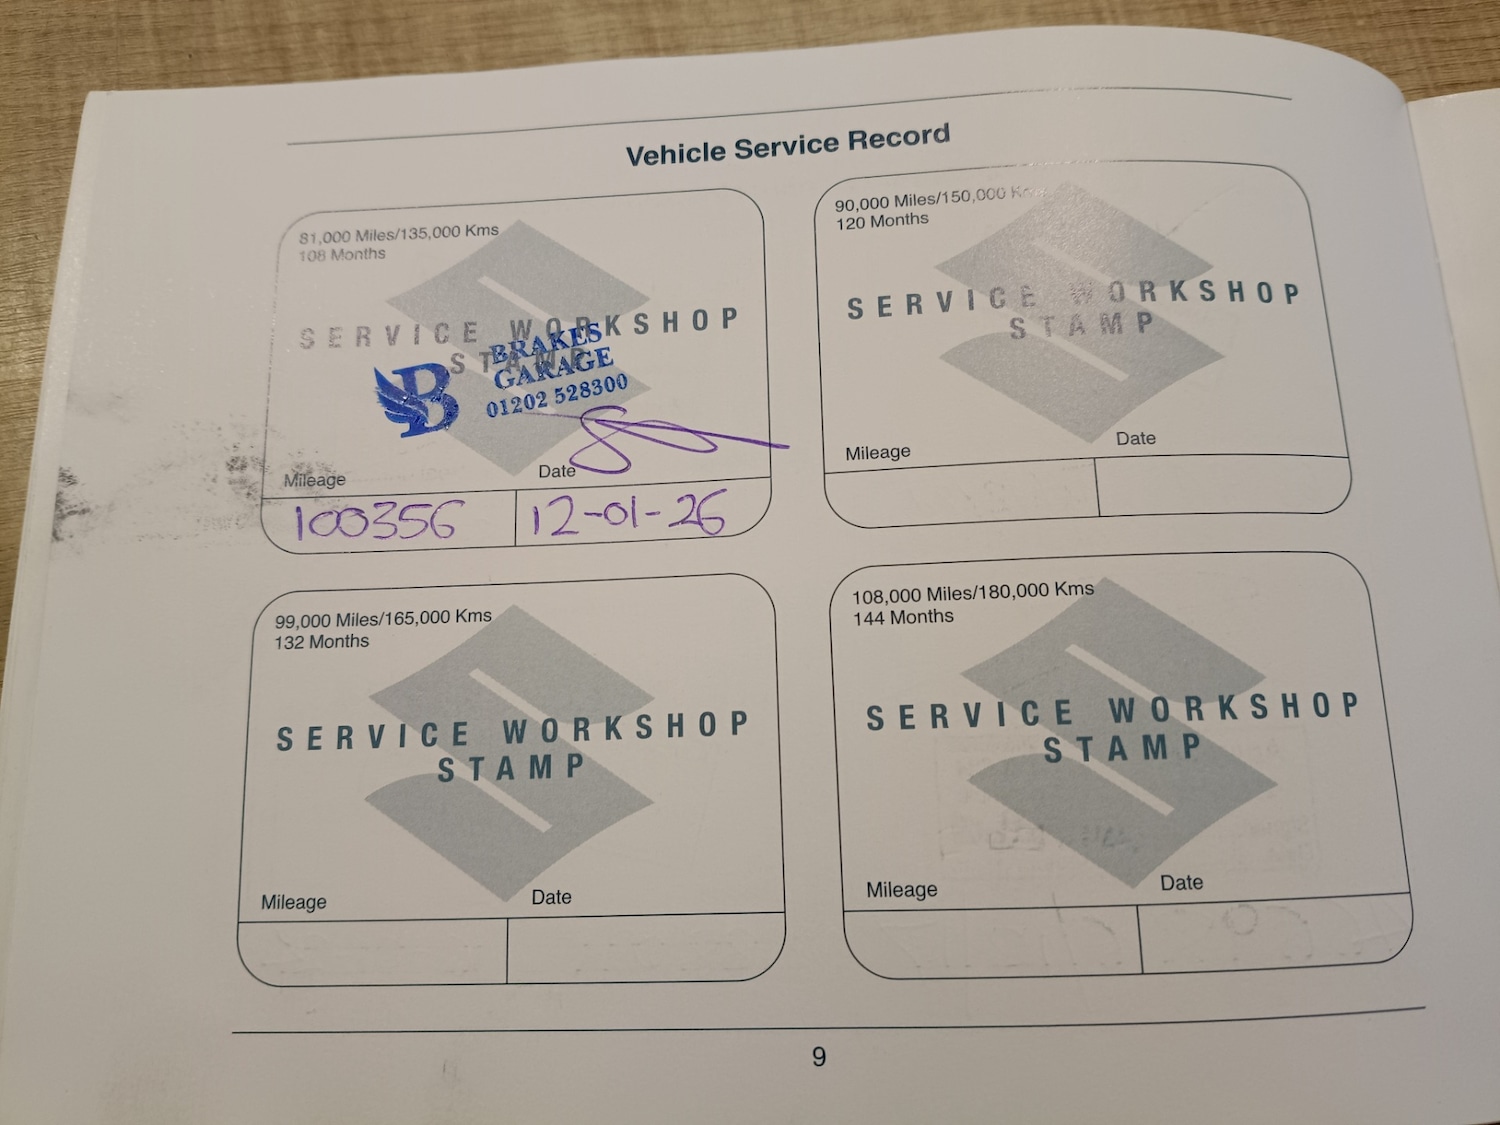 Vehicle Service Record
81,000 Miles/135,000 Kms
108 Months
SERVICE WORKSHOP
STAMP
B
BRAKES
GARAGE
01202 528300
Mileage
Date
100356
12-01-26
90,000 Miles/150,000 Kms
120 Months
SERVICE WORKSHOP
STAMP
Mileage
Date
99,000 Miles/165,000 Kms
132 Months
SERVICE WORKSHOP
STAMP
Mileage
Date
108,000 Miles/180,000 Kms
144 Months
SERVICE WORKSHOP
STAMP
Mileage
Date
9